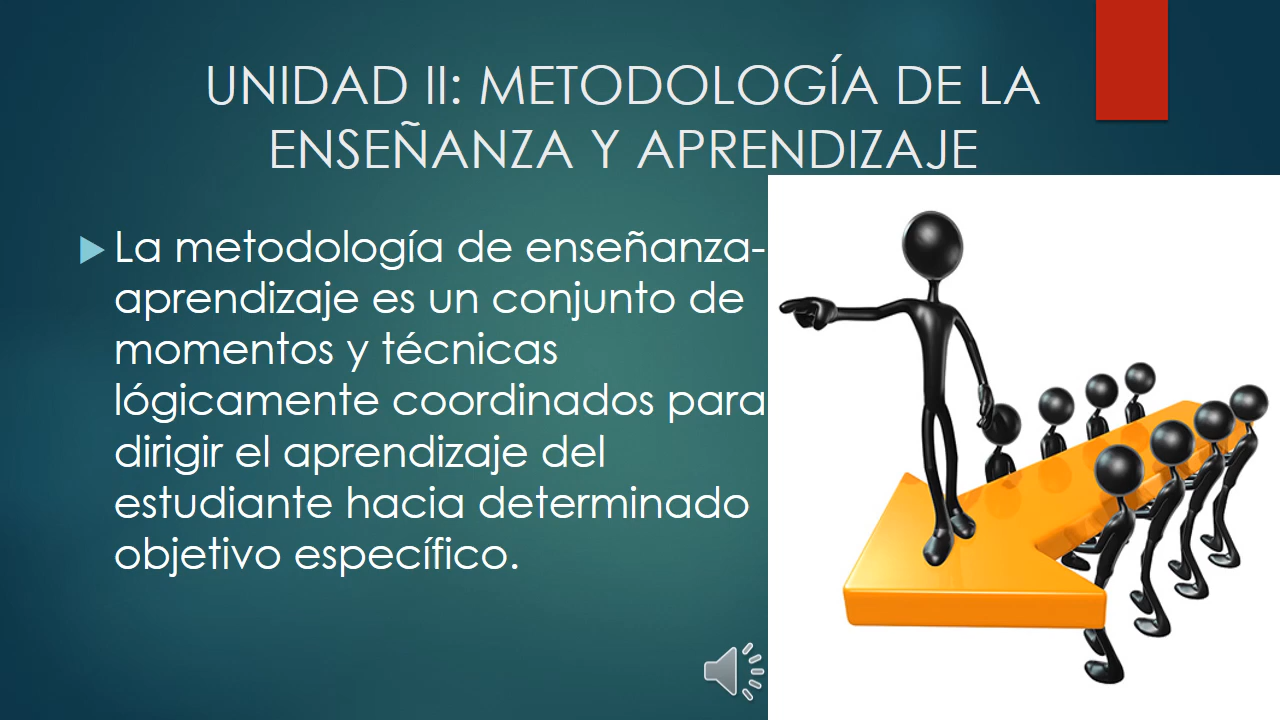 UNIDAD II: METODOLOGÍA DE LA
ENSEÑANZA Y APRENDIZAJE
La metodología de enseñanza-
aprendizaje es un conjunto de
momentos y técnicas
lógicamente coordinados para
dirigir el aprendizaje del
estudiante hacia determinado
objetivo específico.